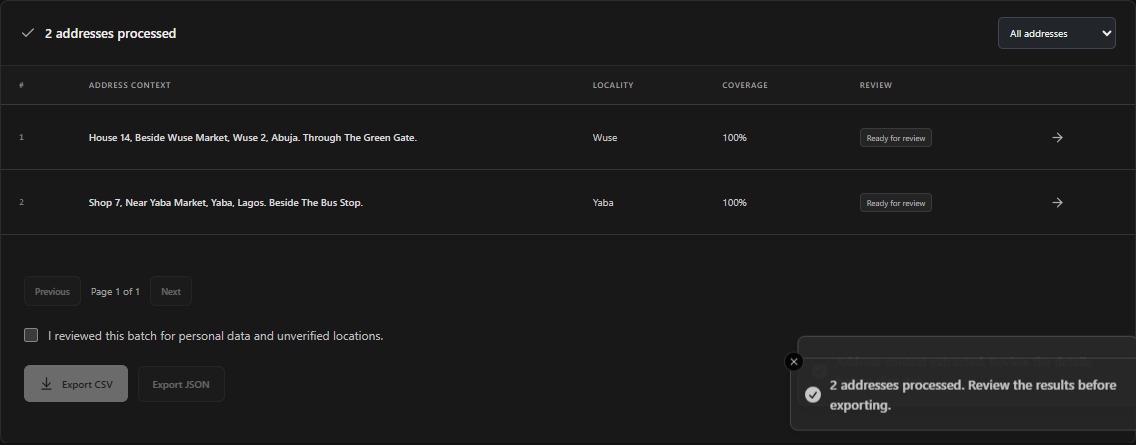 2 addresses processed
All addresses
# ADDRESS CONTEXT LOCALITY COVERAGE REVIEW
1 House 14, Beside Wuse Market, Wuse 2, Abuja. Through The Green Gate. Wuse 100% Ready for review
2 Shop 7, Near Yaba Market, Yaba, Lagos. Beside The Bus Stop. Yaba 100% Ready for review
Previous Page 1 of 1 Next
I reviewed this batch for personal data and unverified locations.
Export CSV Export JSON
2 addresses processed. Review the results before
exporting.